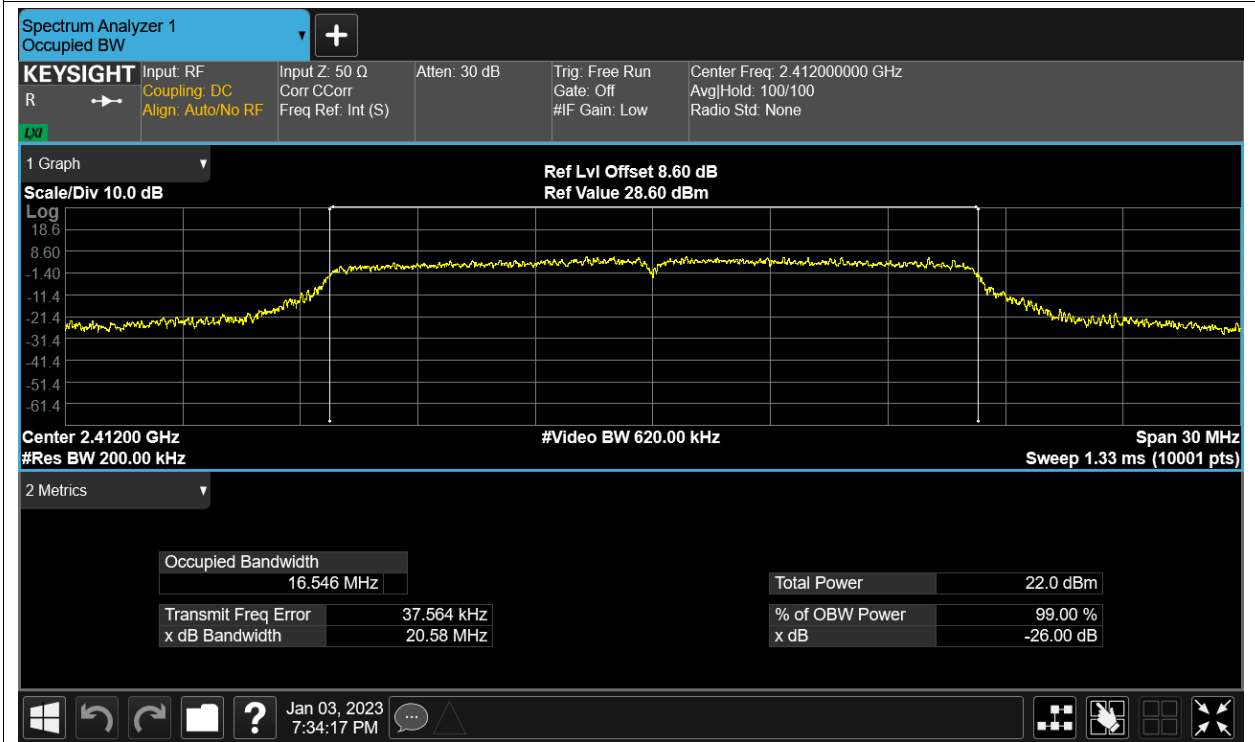 Spectrum Analyzer 1
Occupied BW
KEYSIGHT
R
LXI
Input: RF
Coupling: DC
Align: Auto/No RF
Input Z: 50 Ω
Corr CCorr
Freq Ref: Int (S)
Atten: 30 dB
Trig: Free Run
Gate: Off
#IF Gain: Low
Center Freq: 2.412000000 GHz
Avg|Hold: 100/100
Radio Std: None
1 Graph
Scale/Div 10.0 dB
Ref Lvl Offset 8.60 dB
Ref Value 28.60 dBm
Log
18.6
8.60
-1.40
-11.4
-21.4
-31.4
-41.4
-51.4
-61.4
Center 2.41200 GHz
#Res BW 200.00 kHz
#Video BW 620.00 kHz
Span 30 MHz
Sweep 1.33 ms (10001 pts)
2 Metrics
Occupied Bandwidth
16.546 MHz
Transmit Freq Error 37.564 kHz
x dB Bandwidth 20.58 MHz
Total Power 22.0 dBm
% of OBW Power 99.00 %
x dB -26.00 dB
?
Jan 03, 2023
7:34:17 PM